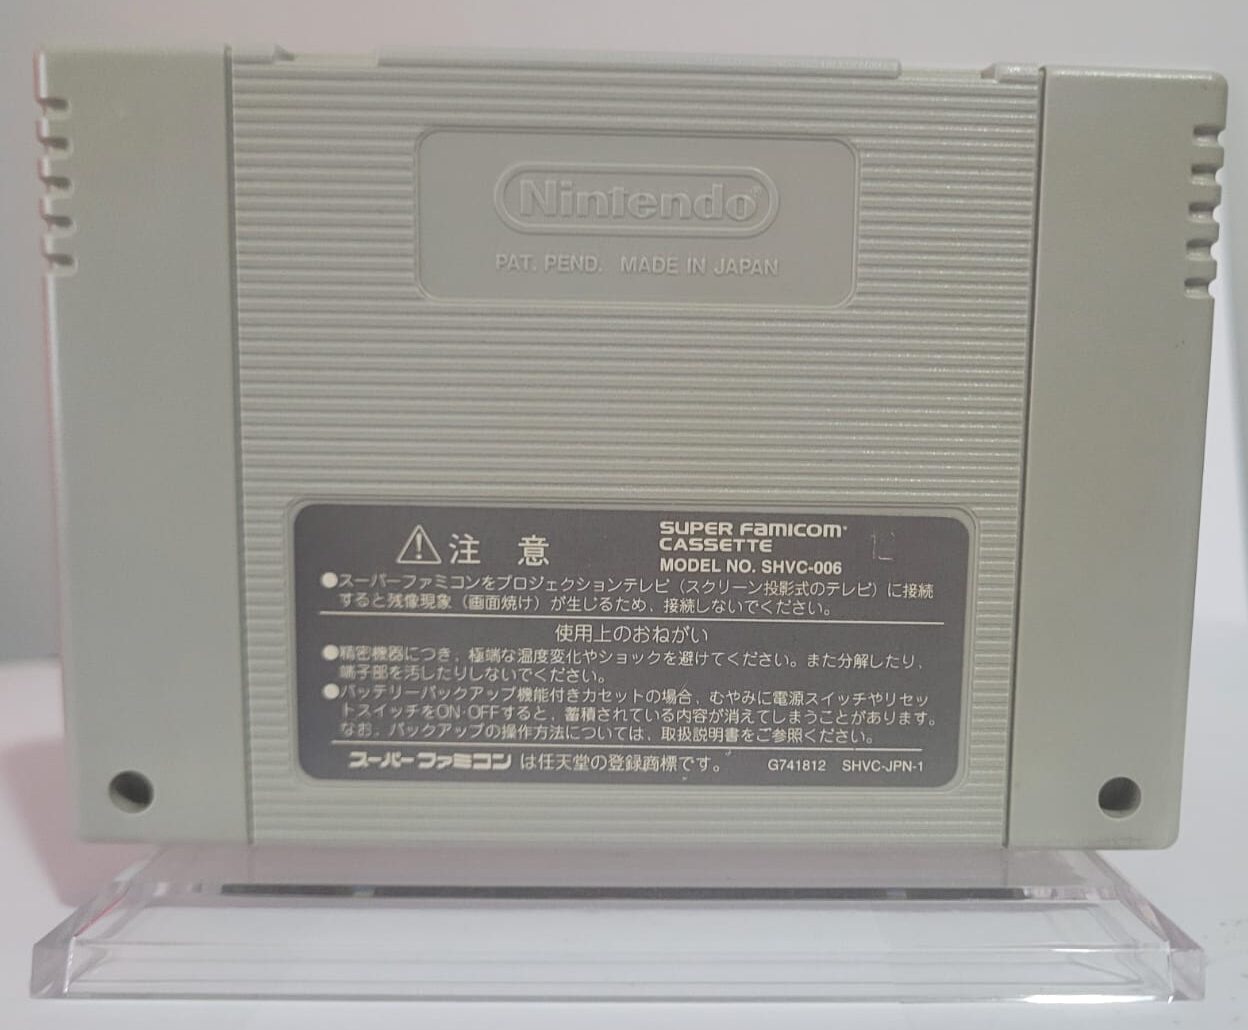 Nintendo®
PAT. PEND. MADE IN JAPAN
注 意
SUPER FAMICOM
CASSETTE
MODEL NO. SHVC-006
12
●スーパーファミコンをプロジェクションテレビ（スクリーン投影式のテレビ）に接続
すると残像現象（画面焼け）が生じるため、接続しないでください。
使用上のおねがい
●精密機器につき、極端な温度変化やショックを避けてください。また分解したり、
端子部を汚したりしないでください。
●バッテリーバックアップ機能付きカセットの場合、むやみに電源スイッチやリセッ
トスイッチをON·OFFすると、蓄積されている内容が消えてしまうことがあります。
なお、バックアップの操作方法については、取扱説明書をご参照ください。
スーパーファミコン は任天堂の登録商標です。 G741812 SHVC-JPN-1